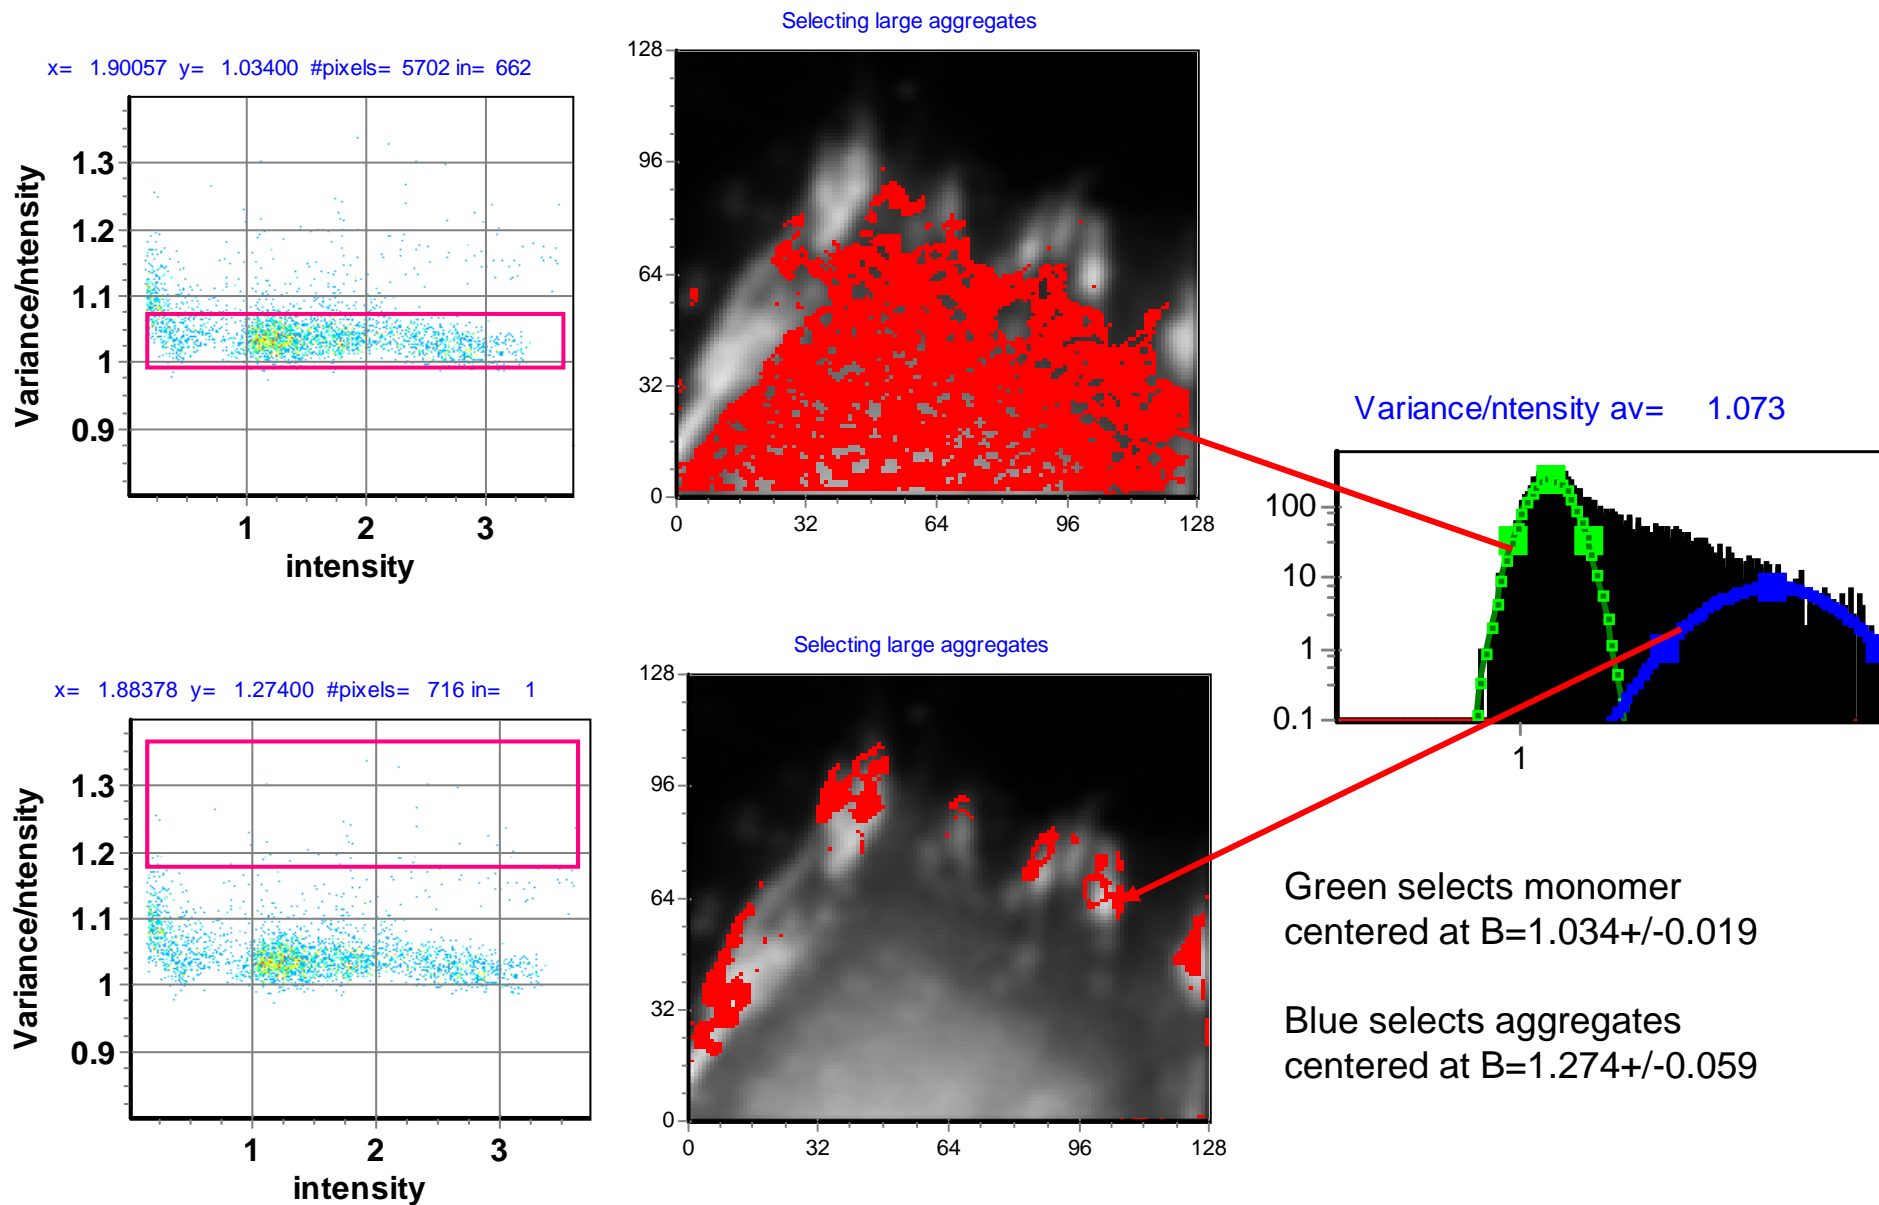 Selecting large aggregates
x= 1.90057 y= 1.03400 #pixels= 5702 in= 662
1.3
1.2
1.1
1
0.9
Variance/ntensity
1 2 3
intensity
128
96
64
32
0
0 32 64 96 128
Variance/ntensity av= 1.073
100
10
1
0.1
1
Selecting large aggregates
x= 1.88378 y= 1.27400 #pixels= 716 in= 1
1.3
1.2
1.1
1
0.9
Variance/ntensity
1 2 3
intensity
128
96
64
32
0
0 32 64 96 128
Green selects monomer
centered at B=1.034+/-0.019
Blue selects aggregates
centered at B=1.274+/-0.059